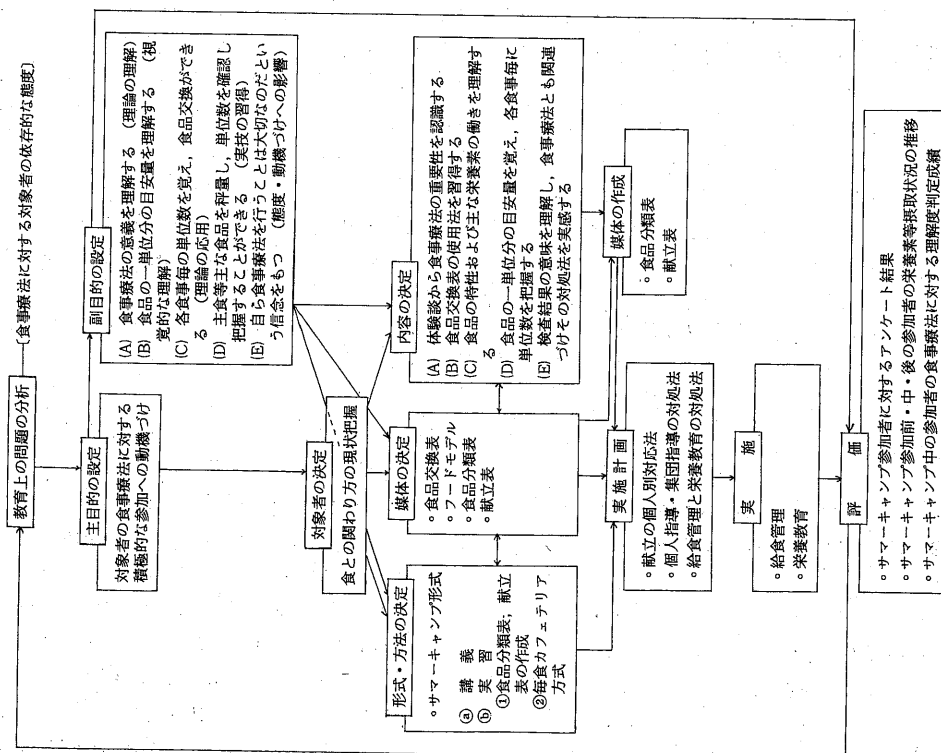 教育上の問題の分析
〔食事療法に対する対象者の依存的な態度〕
主目的の設定
対象者の食事療法に対する
積極的な参加への動機づけ
副目的の設定
(A) 食事療法の意義を理解する (理論の理解)
(B) 食品の一単位分の目安量を理解する (視
覚的な理解)
(C) 各食事毎の単位数を覚え,食品交換ができ
る (理論の応用)
(D) 主食等主な食品を秤量し,単位数を確認し
把握することができる (実技の習得)
(E) 自ら食事療法を行うことは大切なのだとい
う信念をもつ (態度・動機づけへの影響)
対象者の決定
食との関わり方の現状把握
形式・方法の決定
◦サマーキャンプ形式
ⓐ 講 義
ⓑ 実 習
①食品分類表;献立
表の作成
②毎食カフェテリア
方式
媒体の決定
◦食品交換表
◦フードモデル
◦食品分類表
◦献立表
内容の決定
(A) 体験談から食事療法の重要性を認識する
(B) 食品交換表の使用法を習得する
(C) 食品の特性および主な栄養素の働きを理解す
る
(D) 食品の一単位分の目安量を覚え,各食事毎に
単位数を把握する
(E) 検査結果の意味を理解し,食事療法とも関連
づけその対処法を実感する
媒体の作成
◦食品分類表
◦献立表
実施計画
◦献立の個人別対応法
◦個人指導・集団指導の対処法
◦給食管理と栄養教育の対処法
実 施
◦給食管理
◦栄養教育
評 価
◦サマーキャンプ参加者に対するアンケート結果
◦サマーキャンプ参加前・中・後の参加者の栄養素等摂取状況の推移
◦サマーキャンプ中の参加者の食事療法に対する理解度判定成績